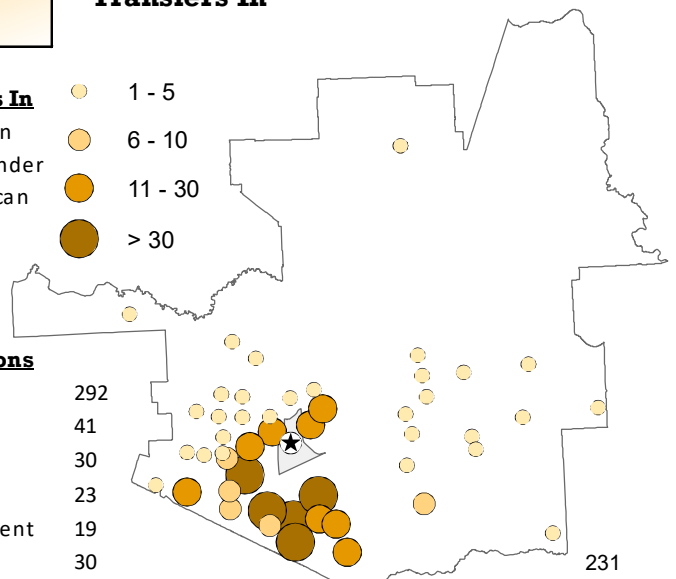 Transfers In
s In
n
nder
can
1 - 5
6 - 10
11 - 30
> 30
ons
292
41
30
23
ent 19
30
231